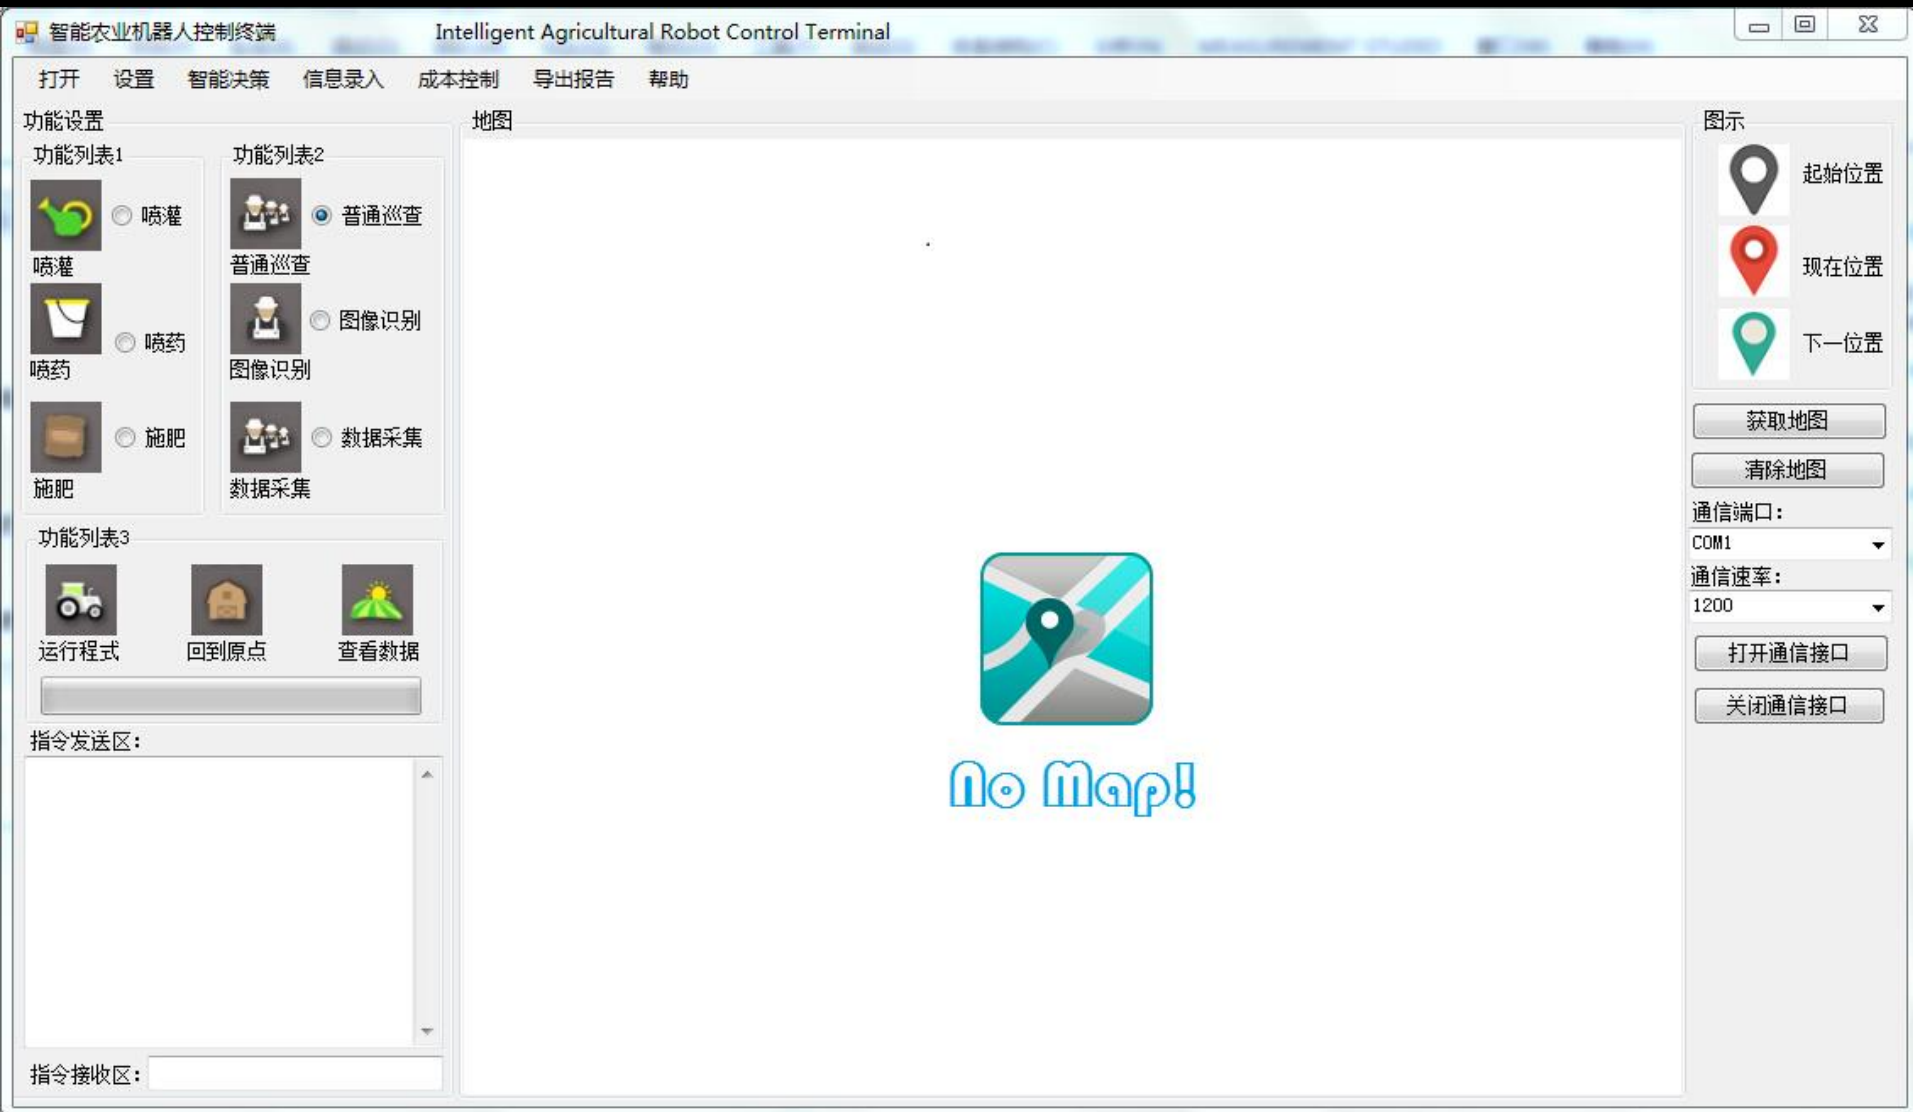 智能农业机器人控制终端 Intelligent Agricultural Robot Control Terminal
打开 设置 智能决策 信息录入 成本控制 导出报告 帮助
功能设置
功能列表1
喷灌
喷灌
喷药
喷药
施肥
施肥
功能列表2
普通巡查
普通巡查
图像识别
图像识别
数据采集
数据采集
功能列表3
运行程式 回到原点 查看数据
指令发送区：
指令接收区：
地图
No Map!
图示
起始位置
现在位置
下一位置
获取地图
清除地图
通信端口：
COM1
通信速率：
1200
打开通信接口
关闭通信接口